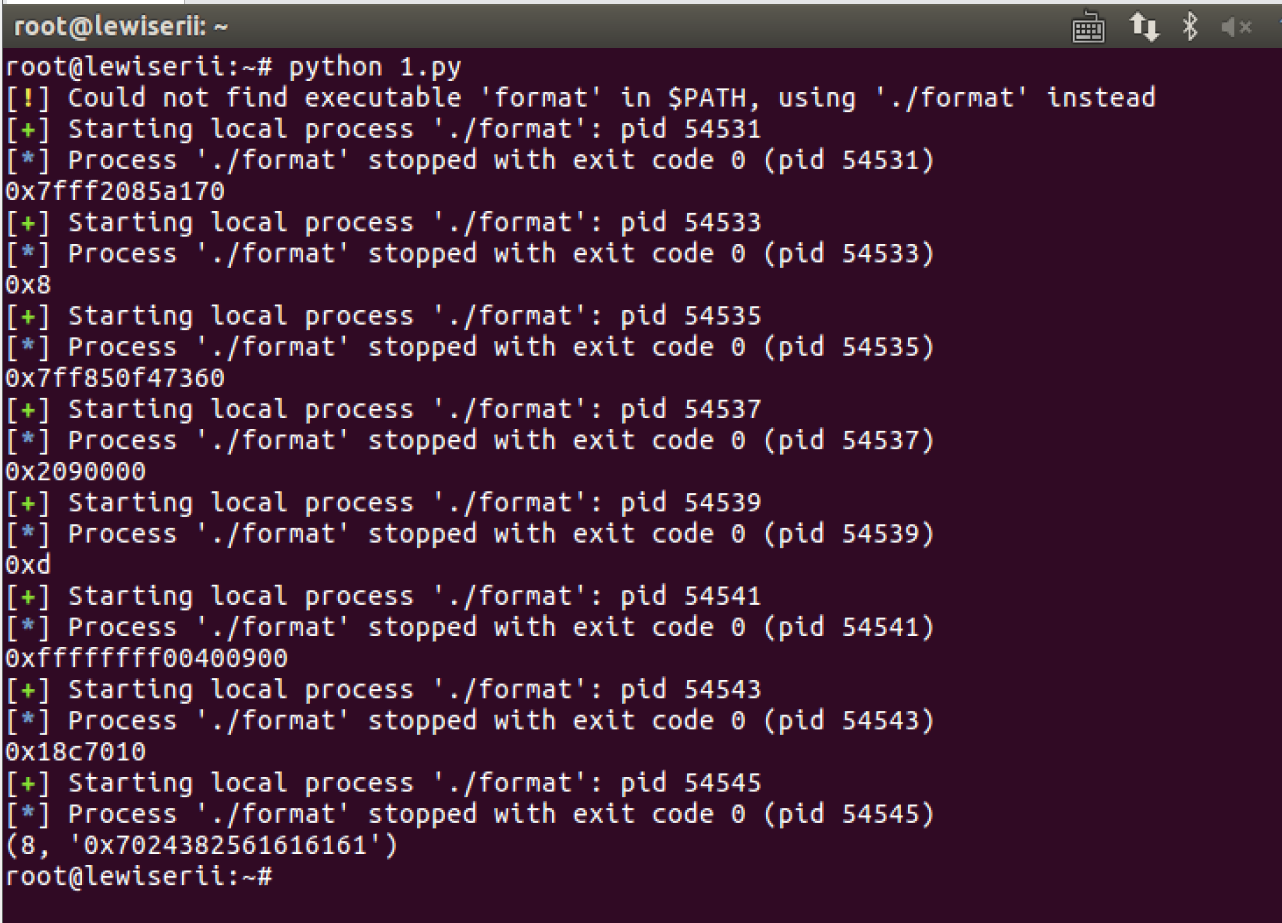 root@lewiserii: ~
root@lewiserii:~# python 1.py
[!] Could not find executable 'format' in $PATH, using './format' instead
[+] Starting local process './format': pid 54531
[*] Process './format' stopped with exit code 0 (pid 54531)
0x7fff2085a170
[+] Starting local process './format': pid 54533
[*] Process './format' stopped with exit code 0 (pid 54533)
0x8
[+] Starting local process './format': pid 54535
[*] Process './format' stopped with exit code 0 (pid 54535)
0x7ff850f47360
[+] Starting local process './format': pid 54537
[*] Process './format' stopped with exit code 0 (pid 54537)
0x2090000
[+] Starting local process './format': pid 54539
[*] Process './format' stopped with exit code 0 (pid 54539)
0xd
[+] Starting local process './format': pid 54541
[*] Process './format' stopped with exit code 0 (pid 54541)
0xffffffff00400900
[+] Starting local process './format': pid 54543
[*] Process './format' stopped with exit code 0 (pid 54543)
0x18c7010
[+] Starting local process './format': pid 54545
[*] Process './format' stopped with exit code 0 (pid 54545)
(8, '0x7024382561616161')
root@lewiserii:~#